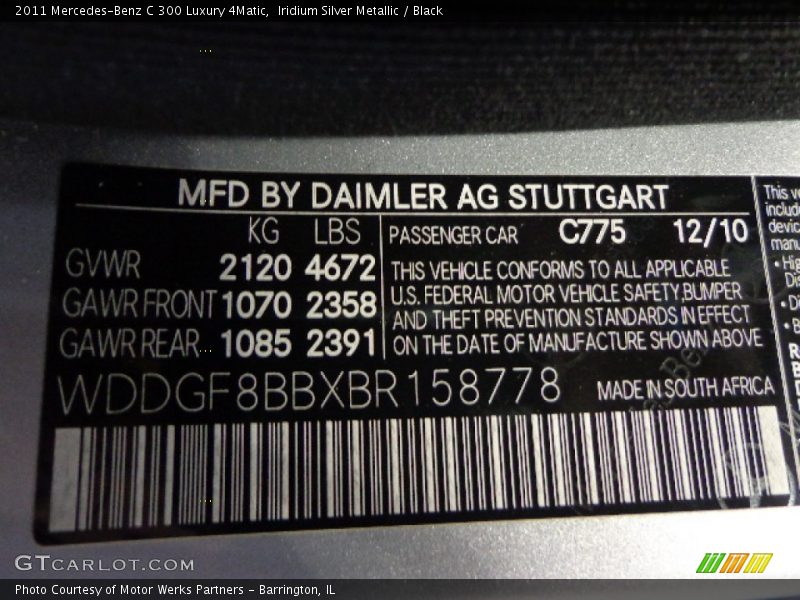 2011 Mercedes-Benz C 300 Luxury 4Matic, Iridium Silver Metallic / Black
MFD BY DAIMLER AG STUTTGART
KG LBS
GVWR 2120 4672
GAWR FRONT 1070 2358
GAWR REAR 1085 2391
PASSENGER CAR C775 12/10
THIS VEHICLE CONFORMS TO ALL APPLICABLE
U.S. FEDERAL MOTOR VEHICLE SAFETY,BUMPER
AND THEFT PREVENTION STANDARDS IN EFFECT
ON THE DATE OF MANUFACTURE SHOWN ABOVE
WDDGF8BBXBR158778 MADE IN SOUTH AFRICA
This
GTCARLOT.COM
Photo Courtesy of Motor Werks Partners - Barrington, IL